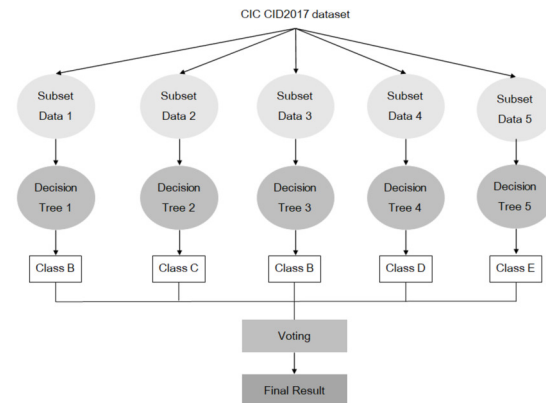 CIC CID2017 dataset
Subset
Data 1
Subset
Data 2
Subset
Data 3
Subset
Data 4
Subset
Data 5
Decision
Tree 1
Decision
Tree 2
Decision
Tree 3
Decision
Tree 4
Decision
Tree 5
Class B
Class C
Class B
Class D
Class E
Voting
Final Result